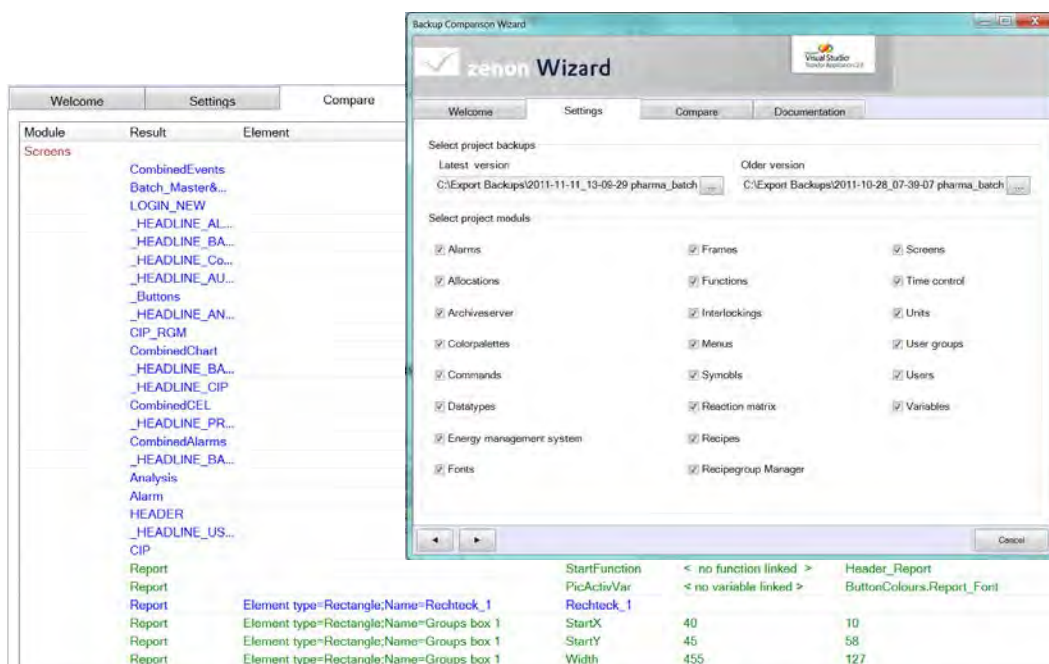 Welcome Settings Compare
Module Result Element
Screens
CombinedEvents
Batch_Master&...
LOGIN_NEW
_HEADLINE_AL...
_HEADLINE_BA...
_HEADLINE_Co...
_HEADLINE_AU...
_Buttons
_HEADLINE_AN...
CIP_RGM
CombinedChart
_HEADLINE_BA...
_HEADLINE_CIP
CombinedCEL
_HEADLINE_PR...
CombinedAlarms
_HEADLINE_BA...
Analysis
Alarm
HEADER
_HEADLINE_US...
CIP
Report StartFunction < no function linked > Header_Report
Report PicActivVar < no variable linked > ButtonColours.Report_Font
Report Element type=Rectangle;Name=Rechteck_1 Rechteck_1
Report Element type=Rectangle;Name=Groups box 1 StartX 40 10
Report Element type=Rectangle;Name=Groups box 1 StartY 45 58
Report Element type=Rectangle;Name=Groups box 1 Width 455 127
Backup Comparison Wizard
zenon Wizard
Visual Studio
Welcome Settings Compare Documentation
Select project backups
Latest version Older version
C:\Export Backups\2011-11-11_13-09-29 pharma_batch ... C:\Export Backups\2011-10-28_07-39-07 pharma_batch ...
Select project moduls
Alarms Frames Screens
Allocations Functions Time control
Archiveserver Interlockings Units
Colorpalettes Menus User groups
Commands Symobls Users
Datatypes Reaction matrix Variables
Energy management system Recipes
Fonts Recipegroup Manager
Cancel